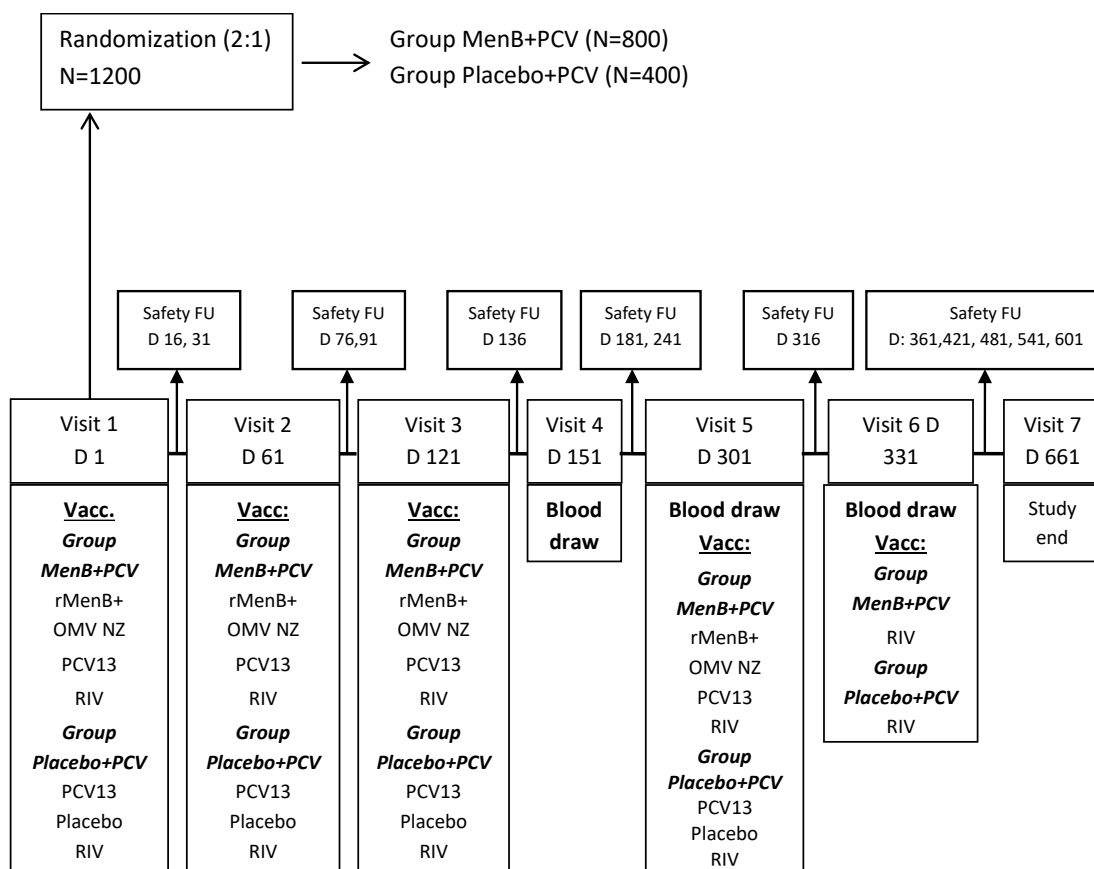 Randomization (2:1)
N=1200
Group MenB+PCV (N=800)
Group Placebo+PCV (N=400)
Safety FU
D 16, 31
Safety FU
D 76,91
Safety FU
D 136
Safety FU
D 181, 241
Safety FU
D 316
Safety FU
D: 361,421, 481, 541, 601
Visit 1
D 1
Visit 2
D 61
Visit 3
D 121
Visit 4
D 151
Visit 5
D 301
Visit 6 D
331
Visit 7
D 661
Vacc.
Group
MenB+PCV
rMenB+
OMV NZ
PCV13
RIV
Group
Placebo+PCV
PCV13
Placebo
RIV
Vacc:
Group
MenB+PCV
rMenB+
OMV NZ
PCV13
RIV
Group
Placebo+PCV
PCV13
Placebo
RIV
Vacc:
Group
MenB+PCV
rMenB+
OMV NZ
PCV13
RIV
Group
Placebo+PCV
PCV13
Placebo
RIV
Blood
draw
Blood draw
Vacc:
Group
MenB+PCV
rMenB+
OMV NZ
PCV13
RIV
Group
Placebo+PCV
PCV13
Placebo
RIV
Blood draw
Vacc:
Group
MenB+PCV
RIV
Group
Placebo+PCV
RIV
Study
end